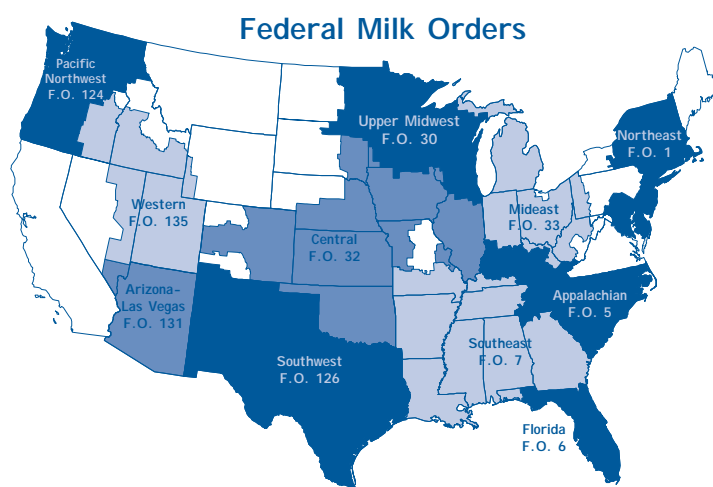 Federal Milk Orders
Pacific
Northwest
F.O. 124
Upper Midwest
F.O. 30
Northeast
F.O. 1
Western
F.O. 135
Mideast
F.O. 33
Central
F.O. 32
Arizona-
Las Vegas
F.O. 131
Appalachian
F.O. 5
Southeast
F.O. 7
Southwest
F.O. 126
Florida
F.O. 6